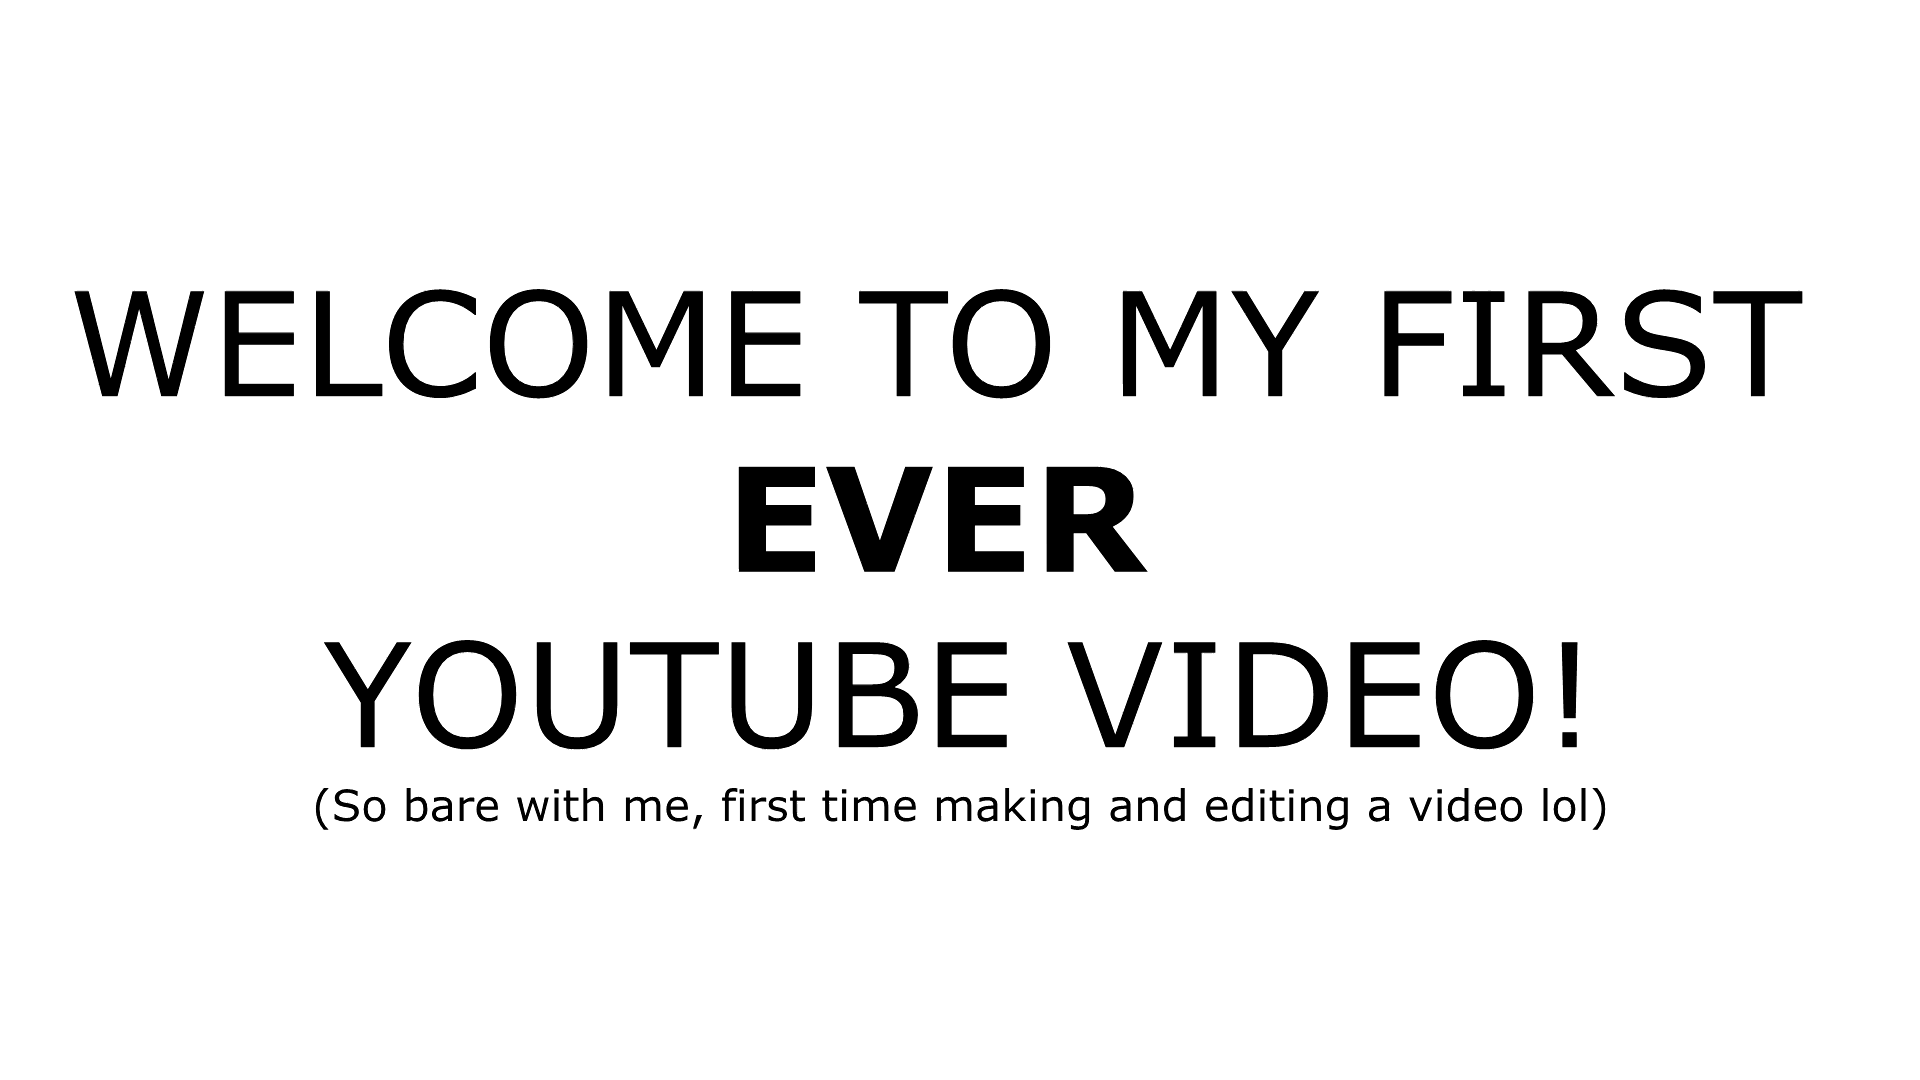 WELCOME TO MY FIRST
EVER
YOUTUBE VIDEO!
(So bare with me, first time making and editing a video lol)